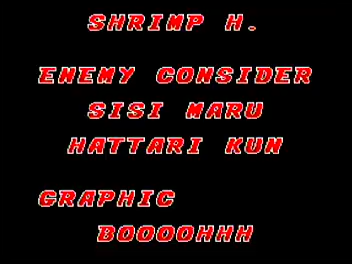 SHRIMP H.
ENEMY CONSIDER
SISI MARU
HATTARI KUN
GRAPHIC
BOOOOHHH